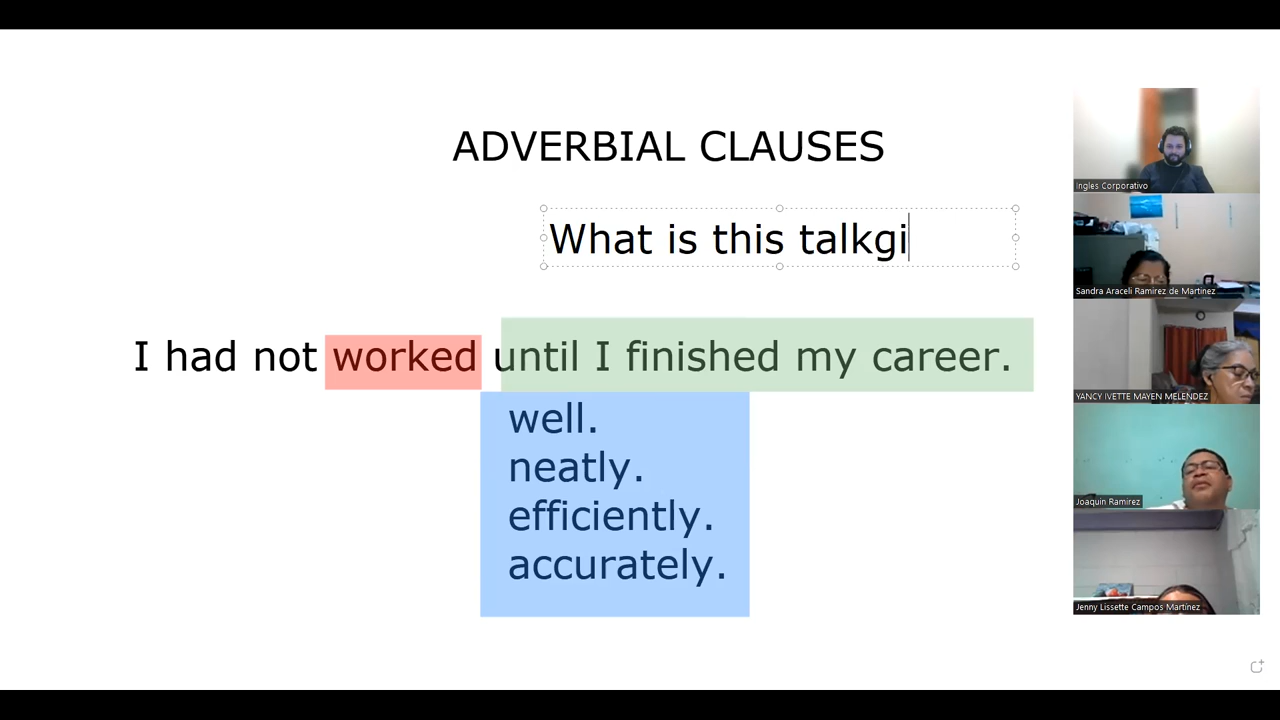 ADVERBIAL CLAUSES
What is this talkgi
I had not worked until I finished my career.
well.
neatly.
efficiently.
accurately.
Ingles Corporativo
Sandra Araceli Ramirez de Martinez
YANCY IVETTE MAYEN MELENDEZ
Joaquin Ramirez
Jenny Lissette Campos Martínez